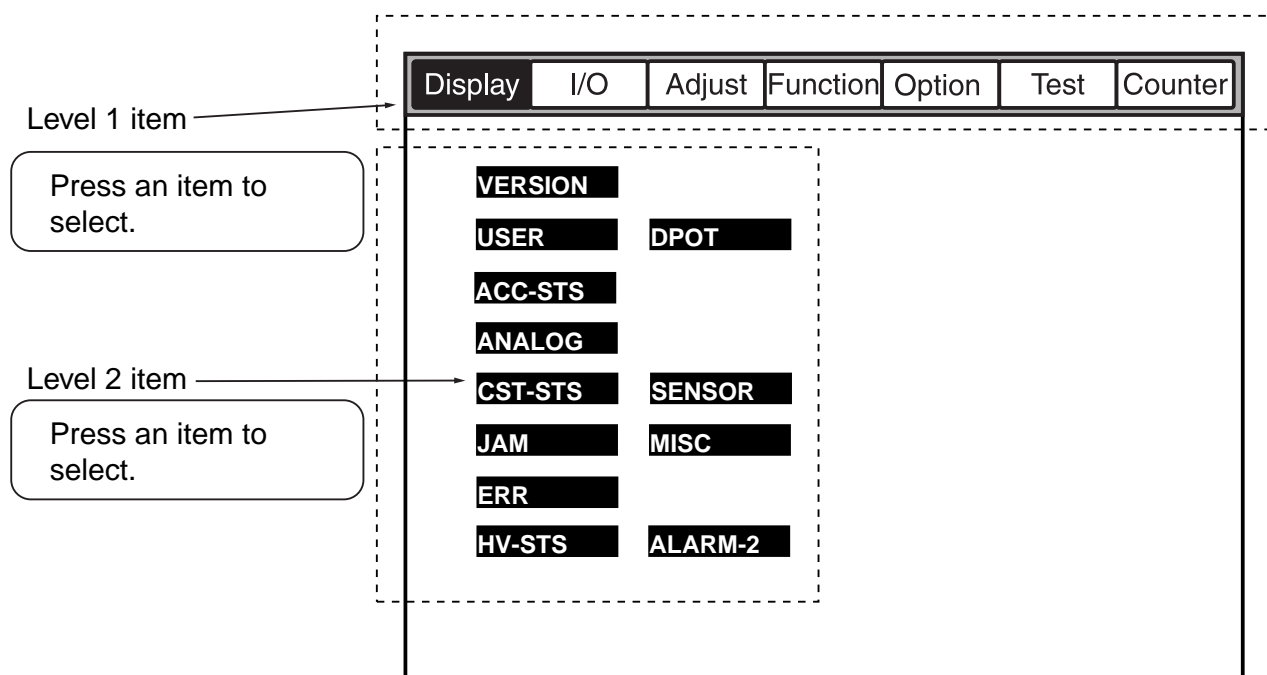 Display I/O Adjust Function Option Test Counter
Level 1 item
Press an item to
select.
VERSION
USER DPOT
ACC-STS
ANALOG
Level 2 item
CST-STS SENSOR
Press an item to
select.
JAM MISC
ERR
HV-STS ALARM-2